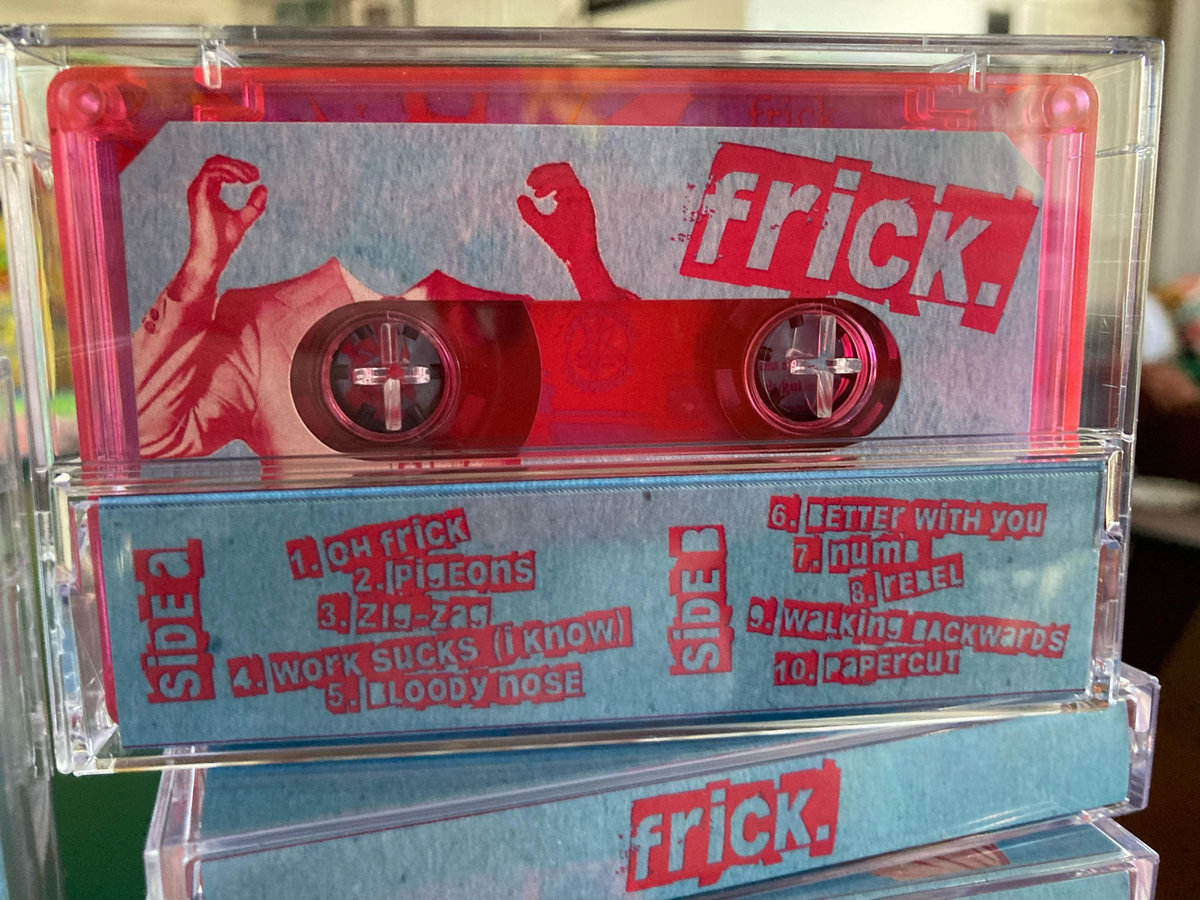 frick
frick.
SiDE a
1. OH fRiCK
2. PigEONS
3. ZIg-Zag
4. WORK SUCKS (i KNOW)
5. BLOODy NOSE
SiDE B
6. BETTEr WiTH yOU
7. NumB
8. rEBEL
9. WaLKiNg BACKWaRDS
10. PaPERCUT
frick.